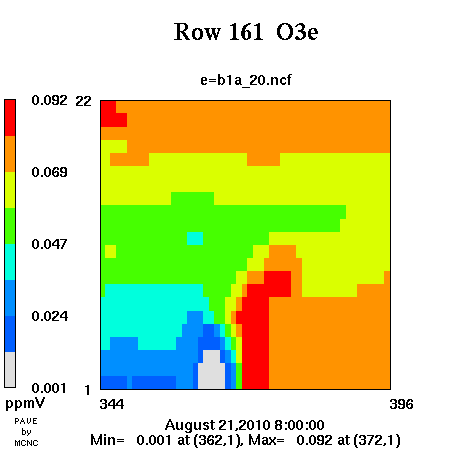 Row 161 O3e
e=b1a_20.ncf
0.092
22
0.069
0.047
0.024
0.001
1
ppmV
344
396
PAVE
by
MCNC
August 21,2010 8:00:00
Min= 0.001 at (362,1), Max= 0.092 at (372,1)